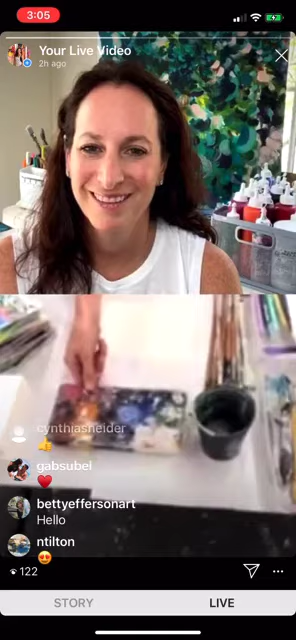 3:05
Your Live Video
2h ago
cynthiasheider
👍
gabsubel
❤️
bettyeffersonart
Hello
ntilton
😍
122
STORY
LIVE